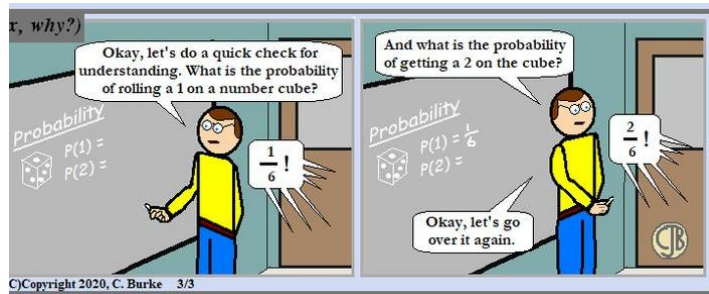 x, why?)
Okay, let's do a quick check for
understanding. What is the probability
of rolling a 1 on a number cube?
Probability
P(1) =
P(2) =
1
6 !
And what is the probability
of getting a 2 on the cube?
Probability
P(1) = 1/6
P(2) =
2
6 !
Okay, let's go
over it again.
CJB
C)Copyright 2020, C. Burke 3/3